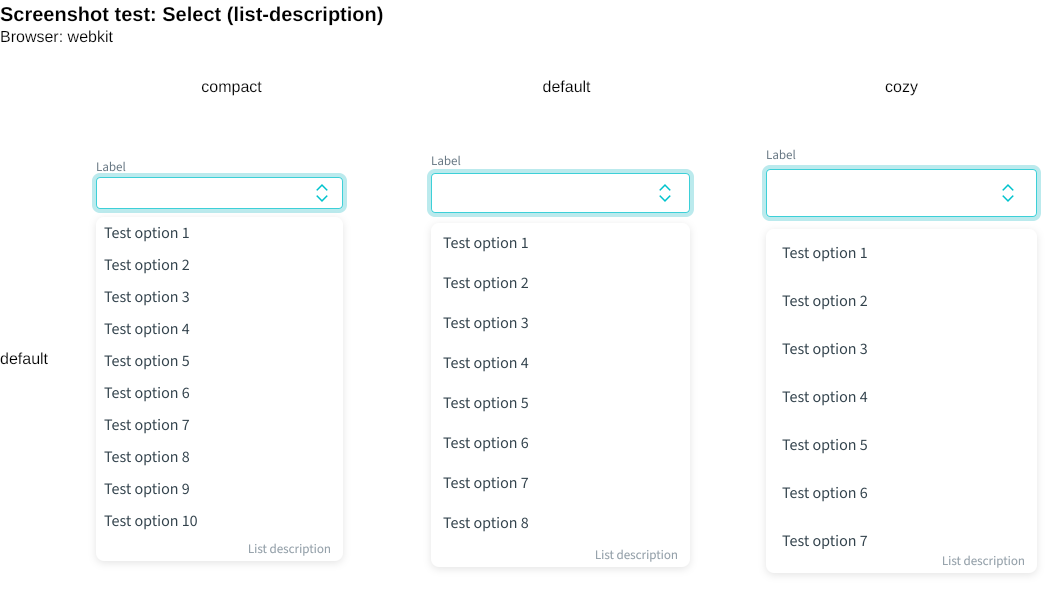 Screenshot test: Select (list-description)
Browser: webkit
compact default cozy
default
Label
Test option 1
Test option 2
Test option 3
Test option 4
Test option 5
Test option 6
Test option 7
Test option 8
Test option 9
Test option 10
List description
Label
Test option 1
Test option 2
Test option 3
Test option 4
Test option 5
Test option 6
Test option 7
Test option 8
List description
Label
Test option 1
Test option 2
Test option 3
Test option 4
Test option 5
Test option 6
Test option 7
List description